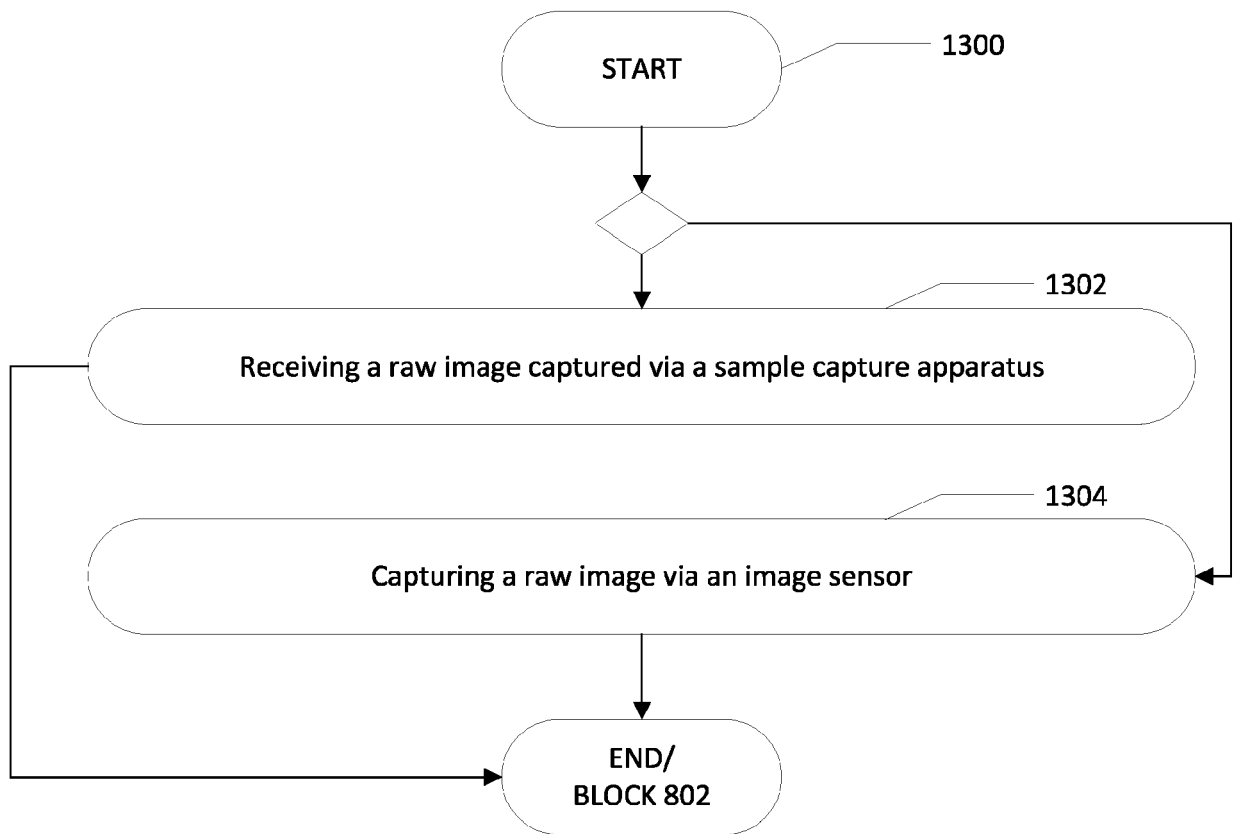 START
1300
1302
Receiving a raw image captured via a sample capture apparatus
1304
Capturing a raw image via an image sensor
END/
BLOCK 802